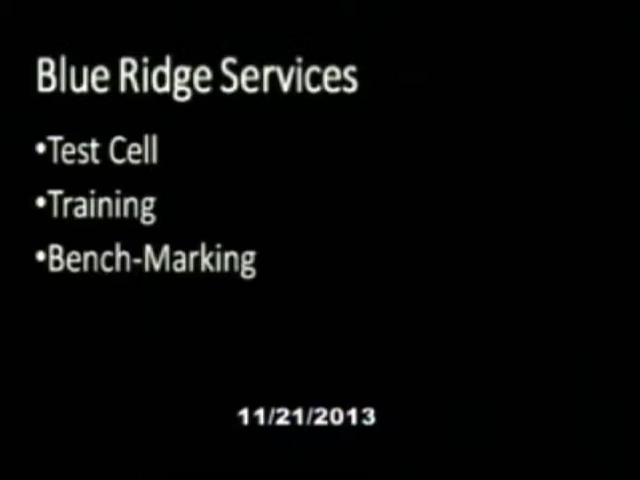 Blue Ridge Services
•Test Cell
•Training
•Bench-Marking
11/21/2013